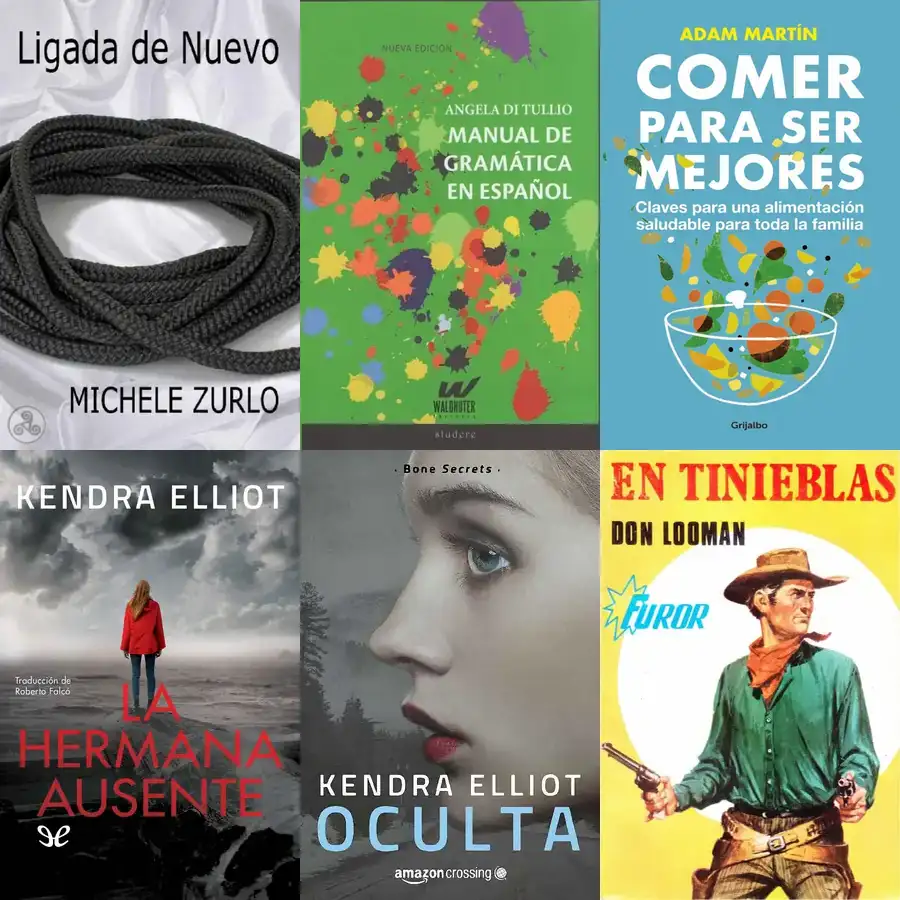 Ligada de Nuevo
MICHELE ZURLO
NUEVA EDICIÓN
ANGELA DI TULLIO
MANUAL DE
GRAMÁTICA
EN ESPAÑOL
WALDHUTER
studere
ADAM MARTÍN
COMER
PARA SER
MEJORES
Claves para una alimentación
saludable para toda la familia
Grijalbo
KENDRA ELLIOT
Traducción de
Roberto Falcó
LA
HERMANA
AUSENTE
· Bone Secrets ·
KENDRA ELLIOT
OCULTA
amazoncrossing
EN TINIEBLAS
DON LOOMAN
FUROR